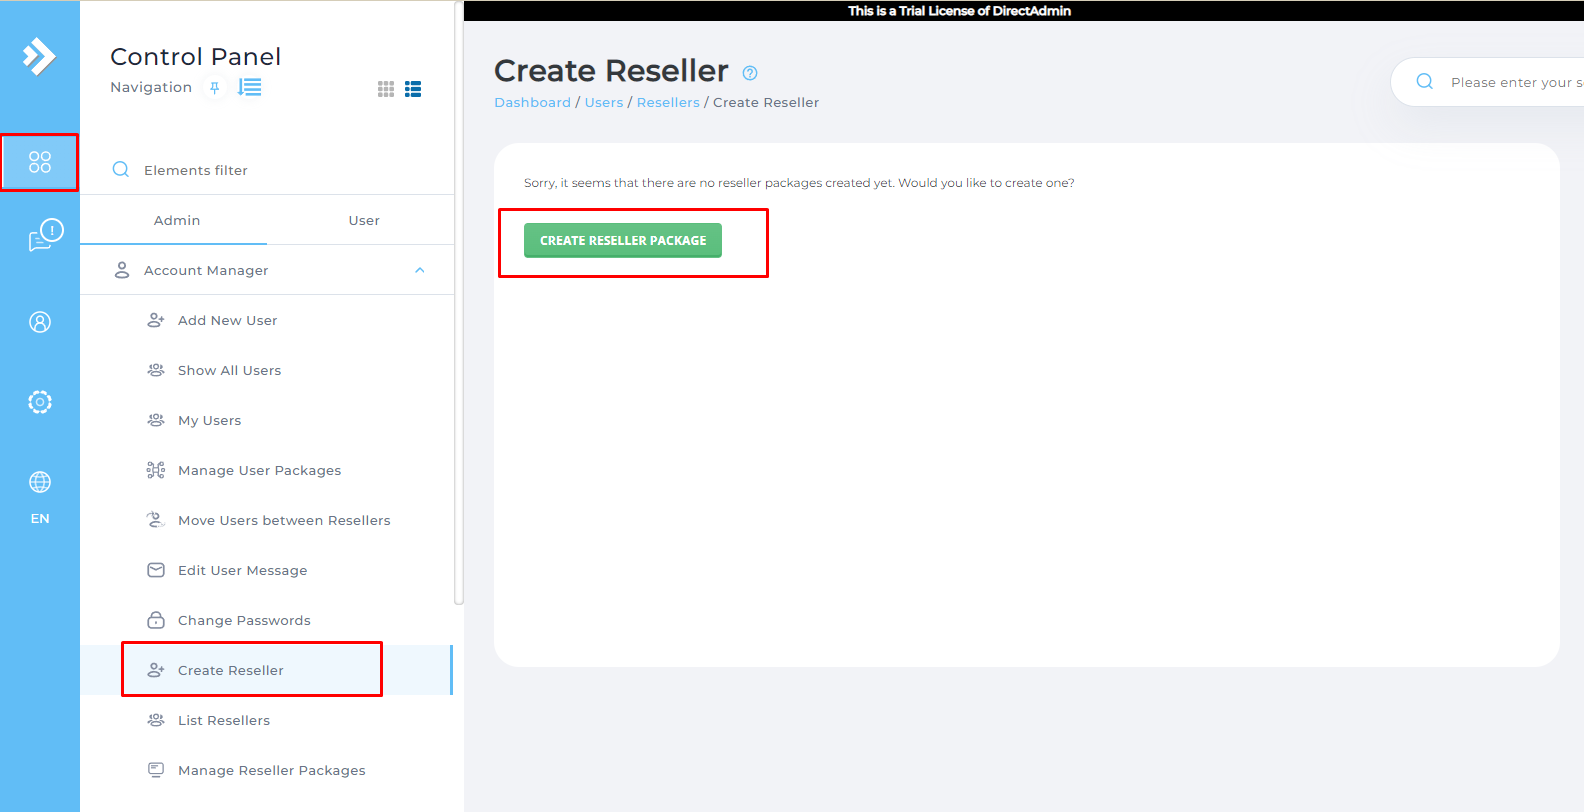 This is a Trial License of DirectAdmin
Control Panel
Navigation
Elements filter
Admin
User
Account Manager
Add New User
Show All Users
My Users
Manage User Packages
Move Users between Resellers
Edit User Message
Change Passwords
Create Reseller
List Resellers
Manage Reseller Packages
EN
Create Reseller
Dashboard / Users / Resellers / Create Reseller
Please enter your
Sorry, it seems that there are no reseller packages created yet. Would you like to create one?
CREATE RESELLER PACKAGE